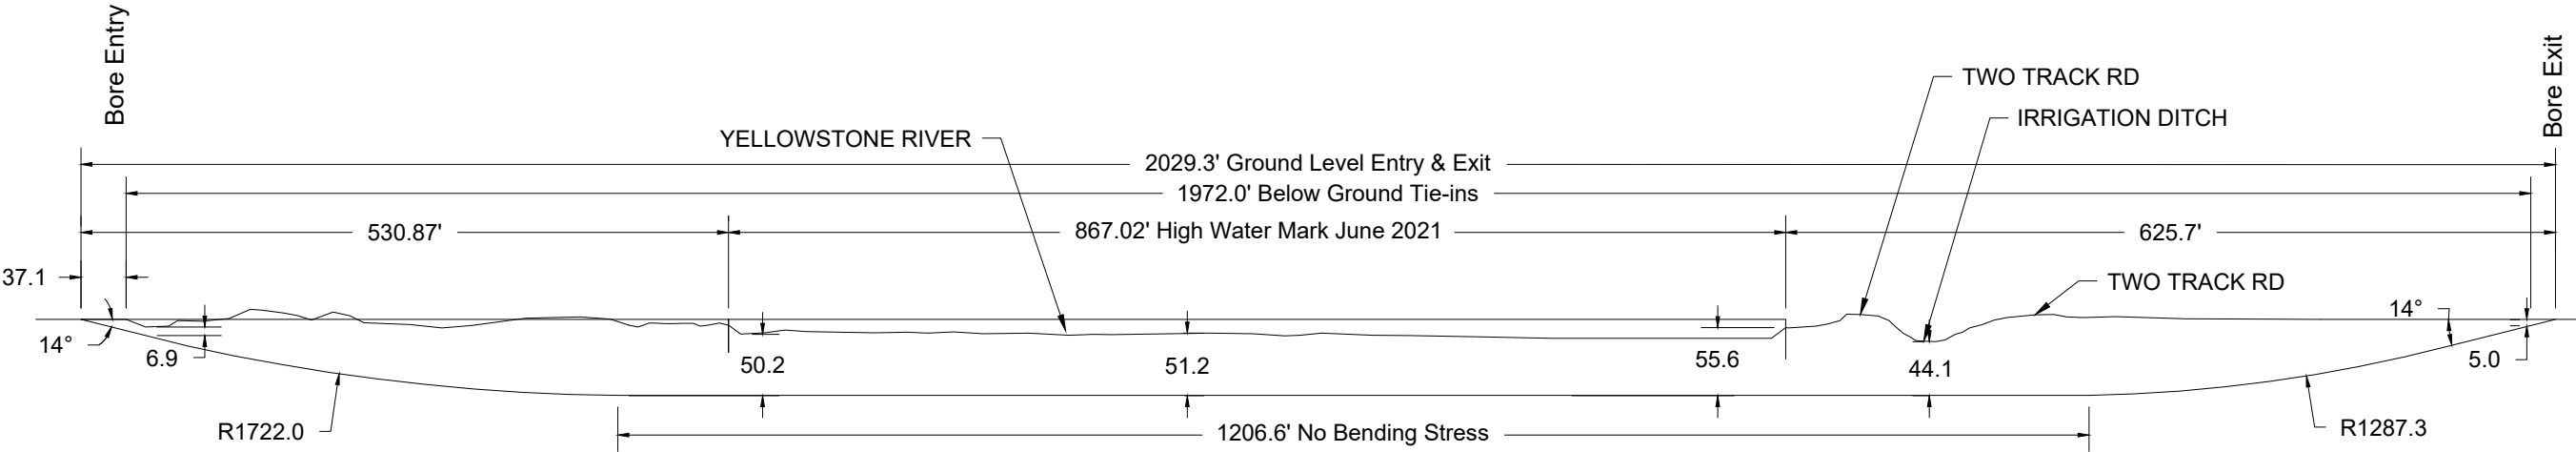 Bore Entry
Bore Exit
TWO TRACK RD
IRRIGATION DITCH
YELLOWSTONE RIVER
2029.3' Ground Level Entry & Exit
1972.0' Below Ground Tie-ins
530.87'
867.02' High Water Mark June 2021
625.7'
37.1
TWO TRACK RD
14°
14°
6.9
50.2
51.2
55.6
44.1
5.0
R1722.0
1206.6' No Bending Stress
R1287.3